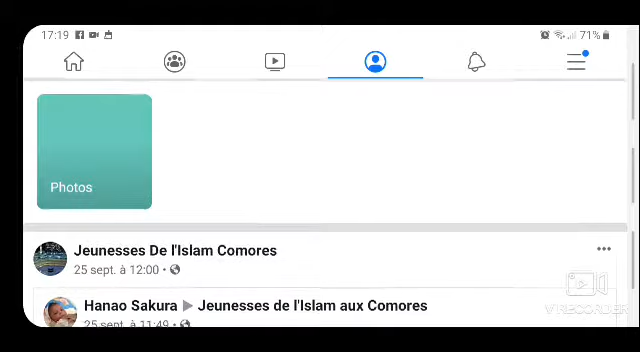 17:19
71%
Photos
Jeunesses De l'Islam Comores
25 sept. à 12:00 •
Hanao Sakura ▶ Jeunesses de l'Islam aux Comores
25 sept. à 11:49 •
V RECORDER